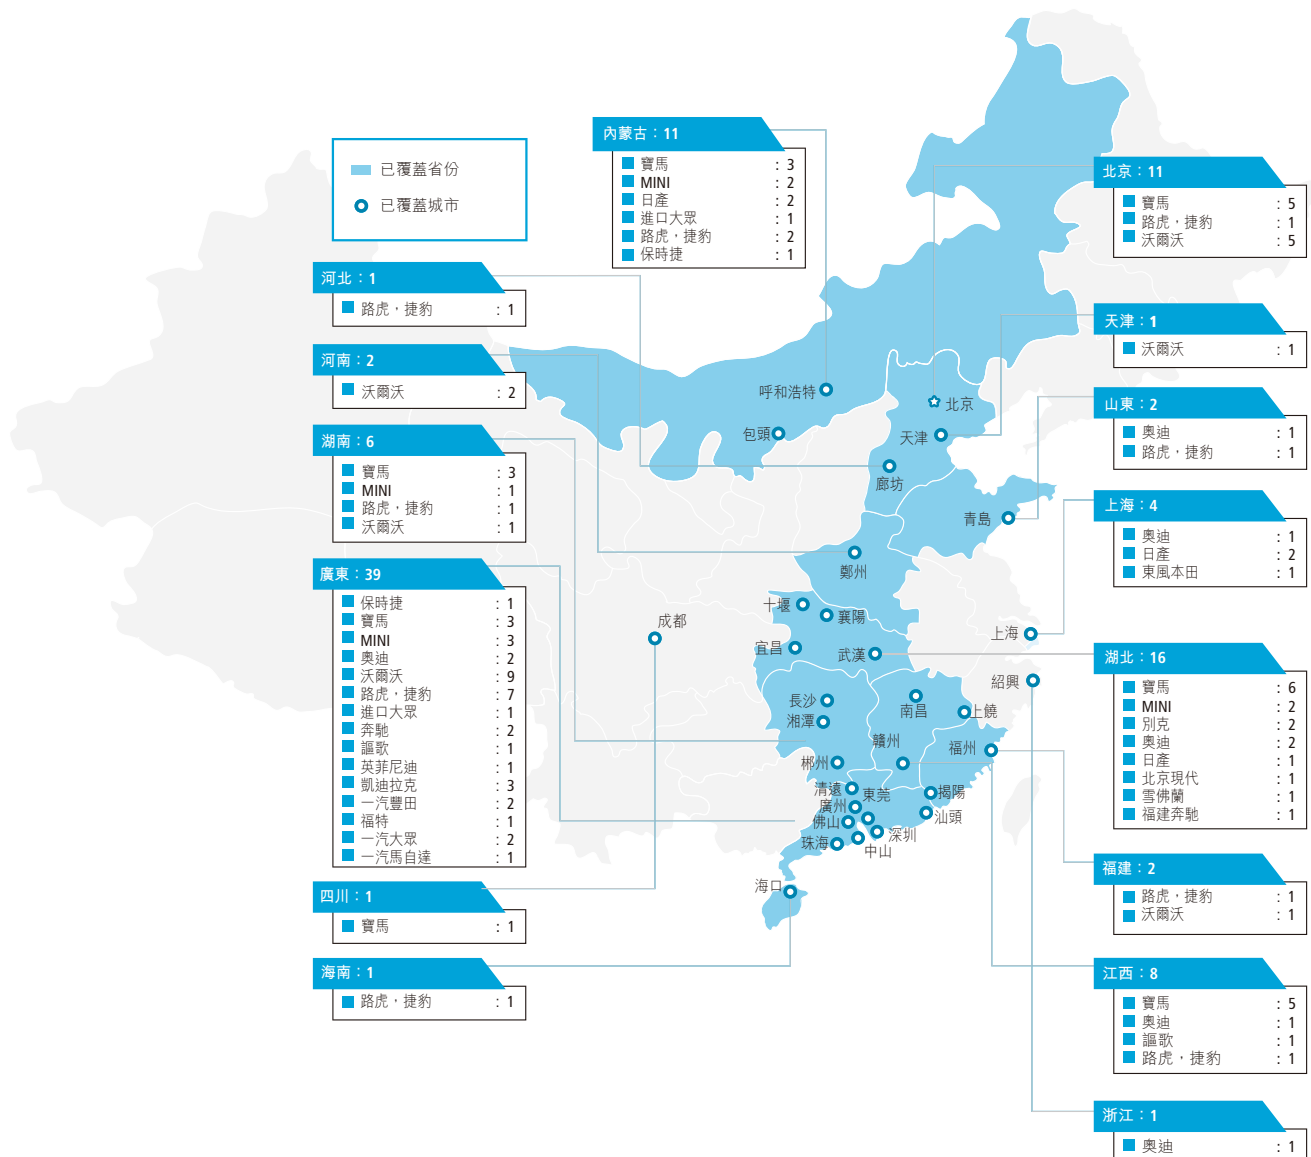 已覆蓋省份
已覆蓋城市
內蒙古：11
寶馬 : 3
MINI : 2
日產 : 2
進口大眾 : 1
路虎·捷豹 : 2
保時捷 : 1
河北：1
路虎·捷豹 : 1
河南：2
沃爾沃 : 2
湖南：6
寶馬 : 3
MINI : 1
路虎·捷豹 : 1
沃爾沃 : 1
廣東：39
保時捷 : 1
寶馬 : 3
MINI : 3
奧迪 : 2
沃爾沃 : 9
路虎·捷豹 : 7
進口大眾 : 1
奔馳 : 2
謳歌 : 1
英菲尼迪 : 1
凱迪拉克 : 3
一汽豐田 : 2
福特 : 1
一汽大眾 : 2
一汽馬自達 : 1
四川：1
寶馬 : 1
海南：1
路虎·捷豹 : 1
呼和浩特
北京
包頭
天津
廊坊
青島
鄭州
十堰
襄陽
成都
宜昌
武漢
上海
紹興
長沙
南昌
上饒
湘潭
贛州
福州
郴州
清遠
東莞
揭陽
廣州
汕頭
佛山
深圳
珠海
中山
海口
北京：11
寶馬 : 5
路虎·捷豹 : 1
沃爾沃 : 5
天津：1
沃爾沃 : 1
山東：2
奧迪 : 1
路虎·捷豹 : 1
上海：4
奧迪 : 1
日產 : 2
東風本田 : 1
湖北：16
寶馬 : 6
MINI : 2
別克 : 2
奧迪 : 2
日產 : 1
北京現代 : 1
雪佛蘭 : 1
福建奔馳 : 1
福建：2
路虎·捷豹 : 1
沃爾沃 : 1
江西：8
寶馬 : 5
奧迪 : 1
謳歌 : 1
路虎·捷豹 : 1
浙江：1
奧迪 : 1